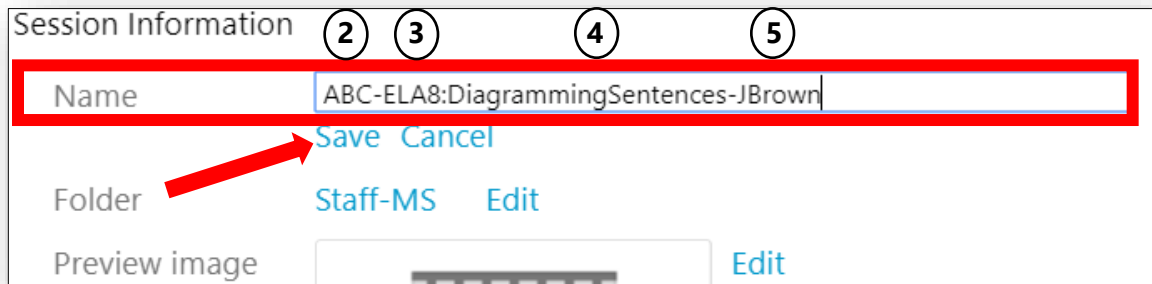 Session Information 2 3 4 5
Name ABC-ELA8:DiagrammingSentences-JBrown
Save Cancel
Folder Staff-MS Edit
Preview image Edit